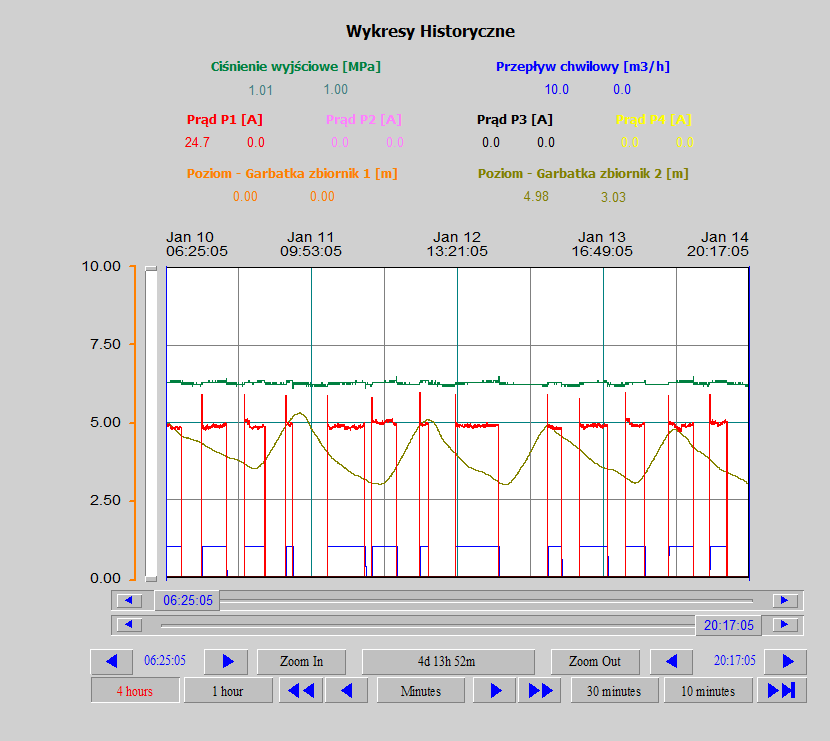 Wykresy Historyczne
Ciśnienie wyjściowe [MPa] Przepływ chwilowy [m3/h]
1.01 1.00 10.0 0.0
Prąd P1 [A] Prąd P2 [A] Prąd P3 [A] Prąd P4 [A]
24.7 0.0 0.0 0.0 0.0 0.0 0.0 0.0
Poziom - Garbatka zbiornik 1 [m] Poziom - Garbatka zbiornik 2 [m]
0.00 0.00 4.98 3.03
Jan 10 Jan 11 Jan 12 Jan 13 Jan 14
06:25:05 09:53:05 13:21:05 16:49:05 20:17:05
10.00
7.50
5.00
2.50
0.00
06:25:05
20:17:05
06:25:05 Zoom In 4d 13h 52m Zoom Out 20:17:05
4 hours 1 hour Minutes 30 minutes 10 minutes